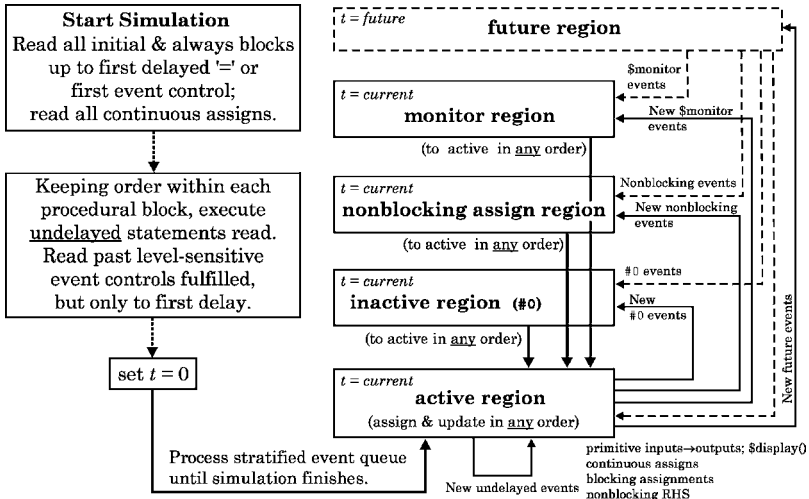 Start Simulation
Read all initial & always blocks
up to first delayed '=' or
first event control;
read all continuous assigns.
Keeping order within each
procedural block, execute
undelayed statements read.
Read past level-sensitive
event controls fulfilled,
but only to first delay.
set t = 0
Process stratified event queue
until simulation finishes.
t = future
future region
$monitor
events
t = current
monitor region
New $monitor
events
(to active in any order)
t = current
nonblocking assign region
Nonblocking events
New nonblocking
events
(to active in any order)
t = current
inactive region (#0)
#0 events
New
#0 events
(to active in any order)
t = current
active region
(assign & update in any order)
New future events
New undelayed events
primitive inputs→outputs; $display()
continuous assigns
blocking assignments
nonblocking RHS